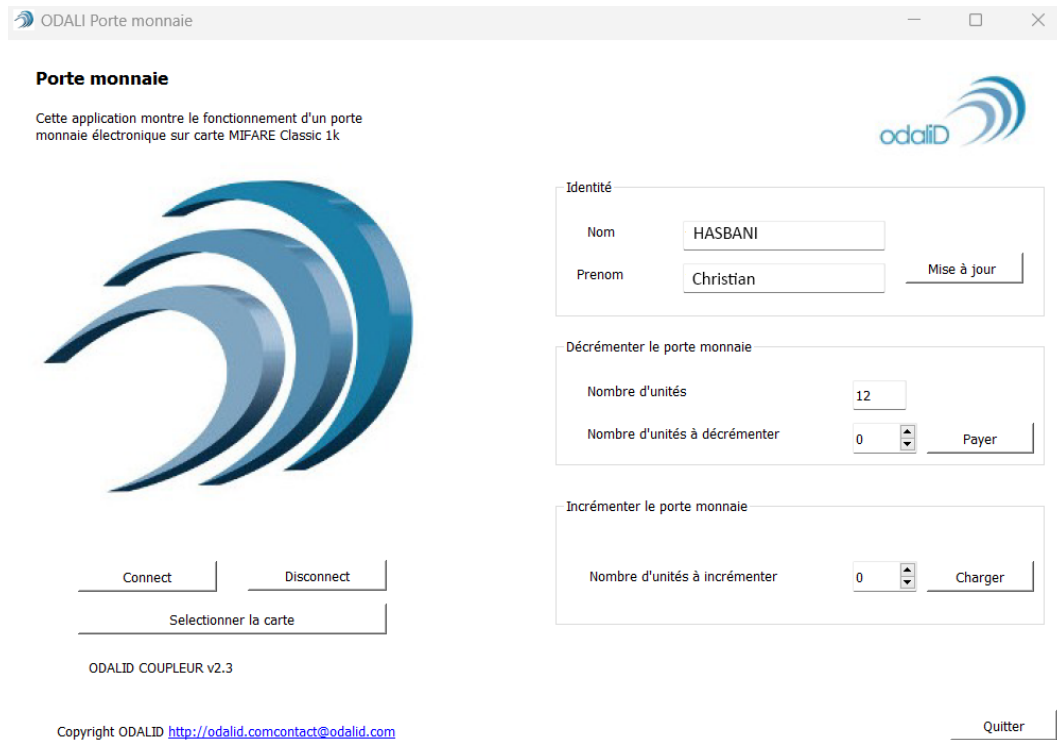 ODALI Porte monnaie
Porte monnaie
Cette application montre le fonctionnement d'un porte
monnaie électronique sur carte MIFARE Classic 1k
odaliD
Identité
Nom
HASBANI
Prenom
Christian
Mise à jour
Décrémenter le porte monnaie
Nombre d'unités
12
Nombre d'unités à décrémenter
0
Payer
Incrémenter le porte monnaie
Nombre d'unités à incrémenter
0
Charger
Connect
Disconnect
Selectionner la carte
ODALID COUPLEUR v2.3
Copyright ODALID http://odalid.comcontact@odalid.com
Quitter